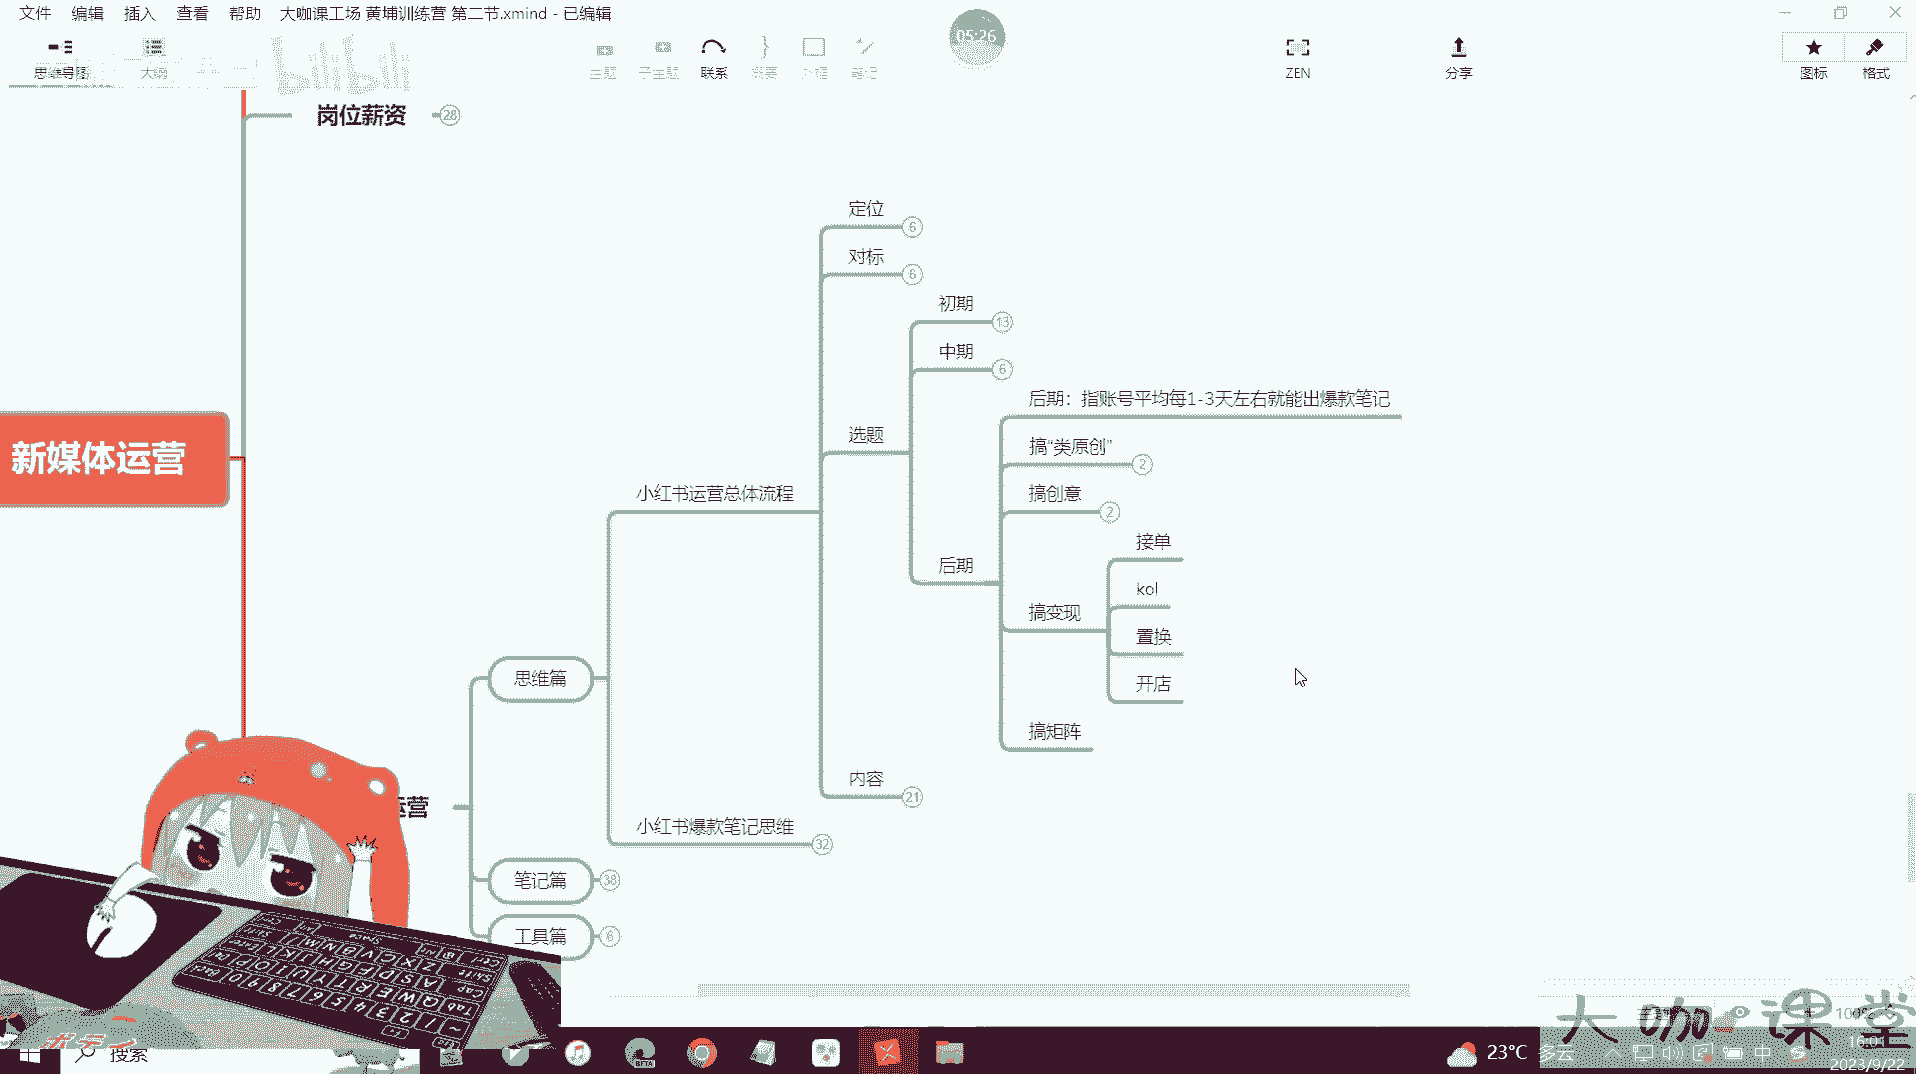 文件 编辑 插入 查看 帮助 大咖课工场 黄埔训练营 第二节.xmind - 已编辑
思维导图 大纲 主题 子主题 联系 概要 外框 笔记 05:26 ZEN 分享 图标 格式
bilibili
岗位薪资 28
定位 6
对标 6
初期 13
中期 6
后期：指账号平均每1-3天左右就能出爆款笔记
选题
搞“类原创” 2
新媒体运营
小红书运营总体流程
搞创意 2
接单
后期
kol
搞变现
置换
思维篇
开店
搞矩阵
内容 21
运营
小红书爆款笔记思维 32
笔记篇 38
工具篇 6
大咖课堂
100%
搜索
23°C 多云
中
2023/9/22